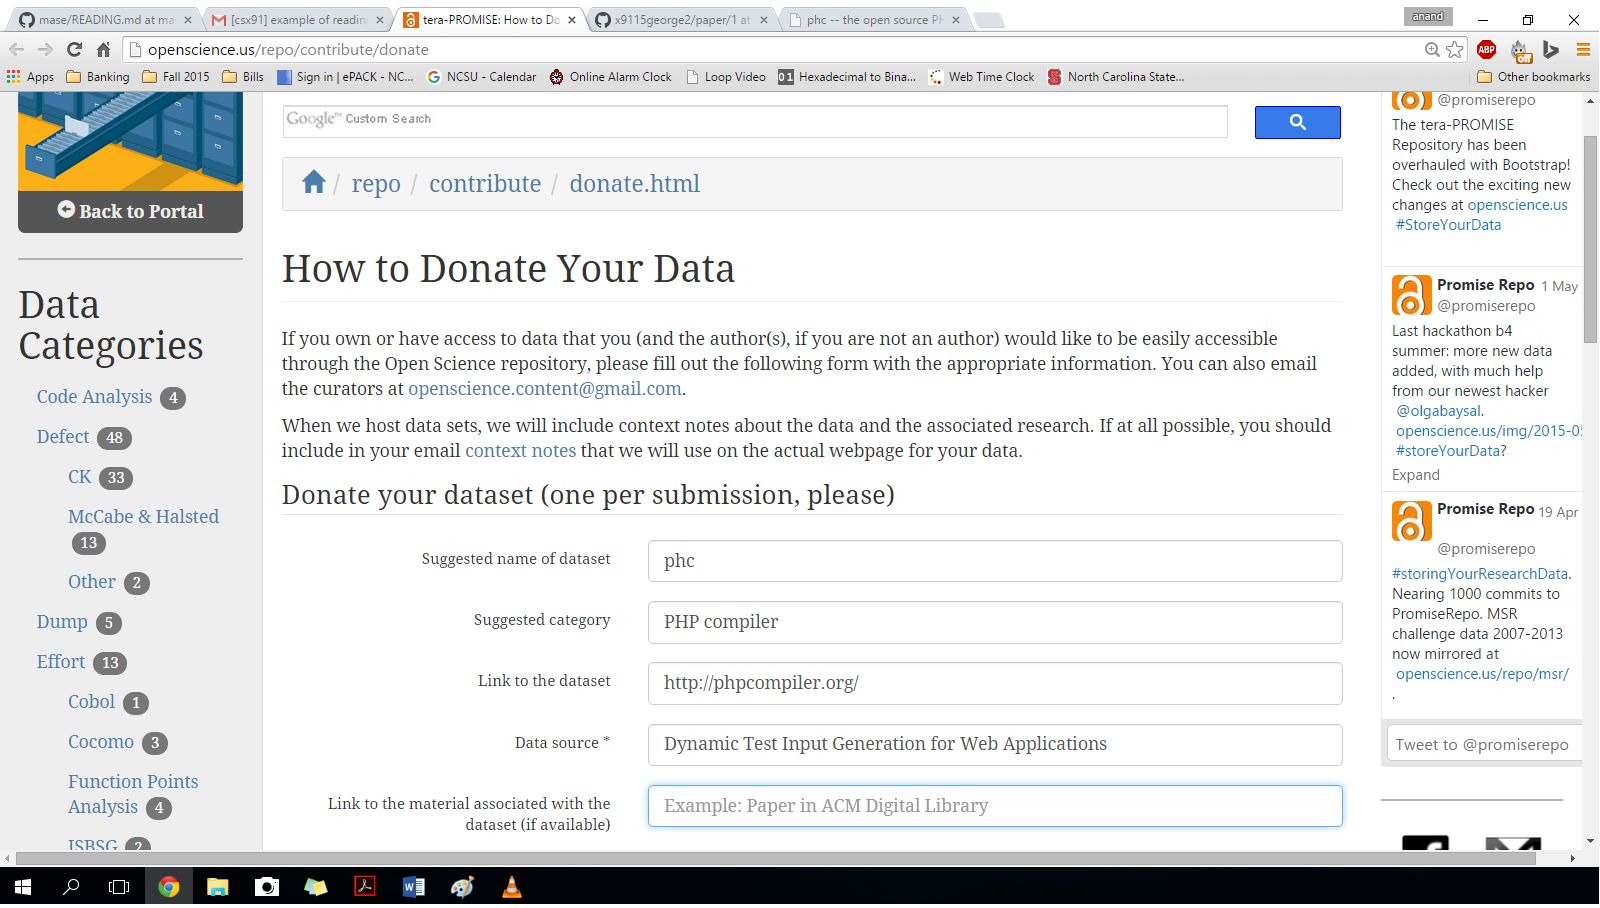 mase/READING.md at ma
[csx91] example of readin
tera-PROMISE: How to Do
x9115george2/paper/1 at
phc -- the open source P
anand
openscience.us/repo/contribute/donate
ABP
off
Apps
Banking
Fall 2015
Bills
Sign in | ePACK - NC...
NCSU - Calendar
Online Alarm Clock
Loop Video
01
Hexadecimal to Bina...
Web Time Clock
North Carolina State...
Other bookmarks
Back to Portal
Data
Categories
Code Analysis 4
Defect 48
CK 33
McCabe & Halsted
13
Other 2
Dump 5
Effort 13
Cobol 1
Cocomo 3
Function Points
Analysis 4
ISBSG 2
Google™ Custom Search
/ repo / contribute / donate.html
How to Donate Your Data
If you own or have access to data that you (and the author(s), if you are not an author) would like to be easily accessible
through the Open Science repository, please fill out the following form with the appropriate information. You can also email
the curators at openscience.content@gmail.com.
When we host data sets, we will include context notes about the data and the associated research. If at all possible, you should
include in your email context notes that we will use on the actual webpage for your data.
Donate your dataset (one per submission, please)
Suggested name of dataset
phc
Suggested category
PHP compiler
Link to the dataset
http://phpcompiler.org/
Data source *
Dynamic Test Input Generation for Web Applications
Link to the material associated with the
dataset (if available)
Example: Paper in ACM Digital Library
@promiserepo
The tera-PROMISE
Repository has been
overhauled with Bootstrap!
Check out the exciting new
changes at openscience.us
#StoreYourData
Promise Repo 1 May
@promiserepo
Last hackathon b4
summer: more new data
added, with much help
from our newest hacker
@olgabaysal.
openscience.us/img/2015-05
#storeYourData?
Expand
Promise Repo 19 Apr
@promiserepo
#storingYourResearchData.
Nearing 1000 commits to
PromiseRepo. MSR
challenge data 2007-2013
now mirrored at
openscience.us/repo/msr/
.
Tweet to @promiserepo